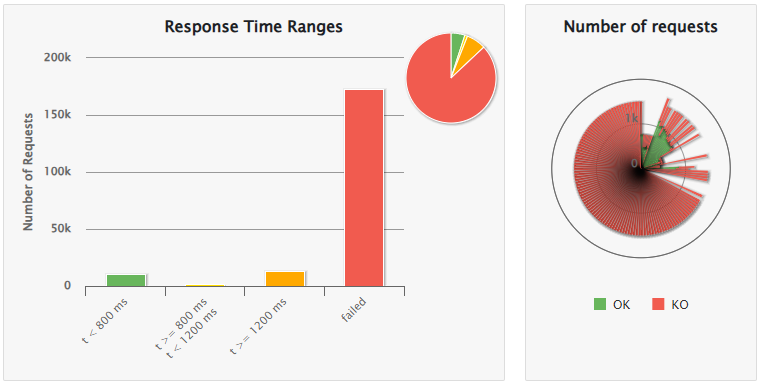 Response Time Ranges
Number of requests
Number of Requests
200k
150k
100k
50k
0
t < 800 ms
t >= 800 ms
t < 1200 ms
t >= 1200 ms
failed
1k
0
OK
KO